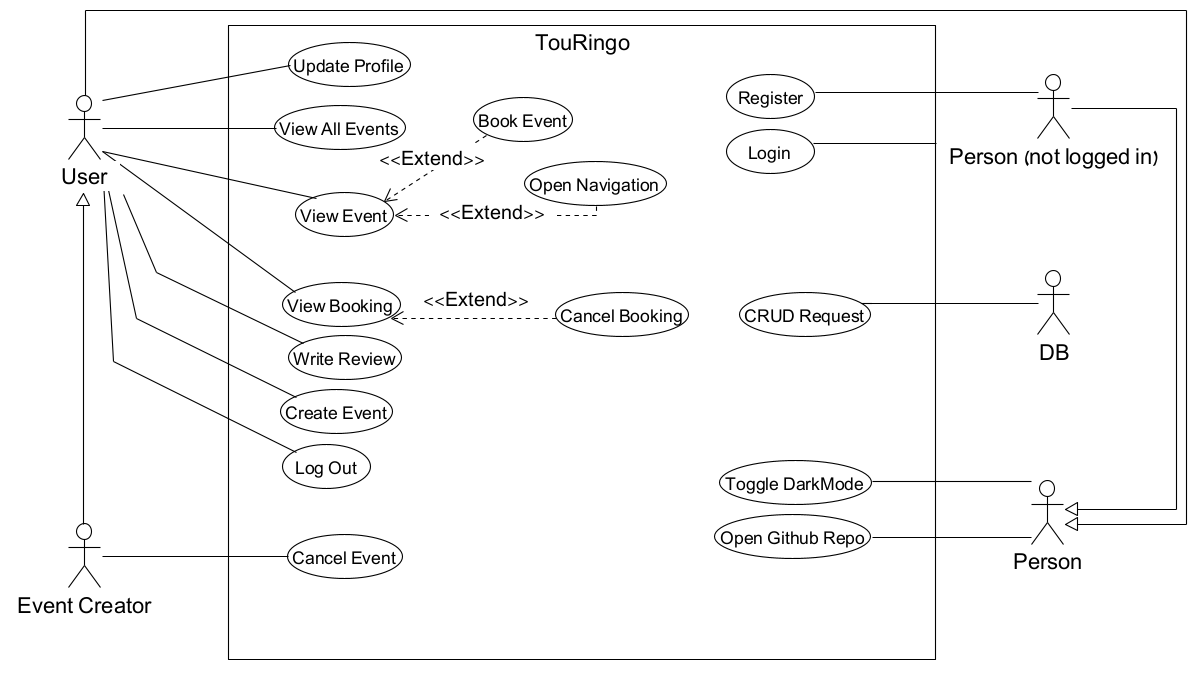 TouRingo
Update Profile
Register
Book Event
View All Events
Login
<<Extend>>
Person (not logged in)
User
Open Navigation
View Event
<<Extend>>
View Booking
<<Extend>>
Cancel Booking
CRUD Request
DB
Write Review
Create Event
Log Out
Toggle DarkMode
Open Github Repo
Cancel Event
Person
Event Creator